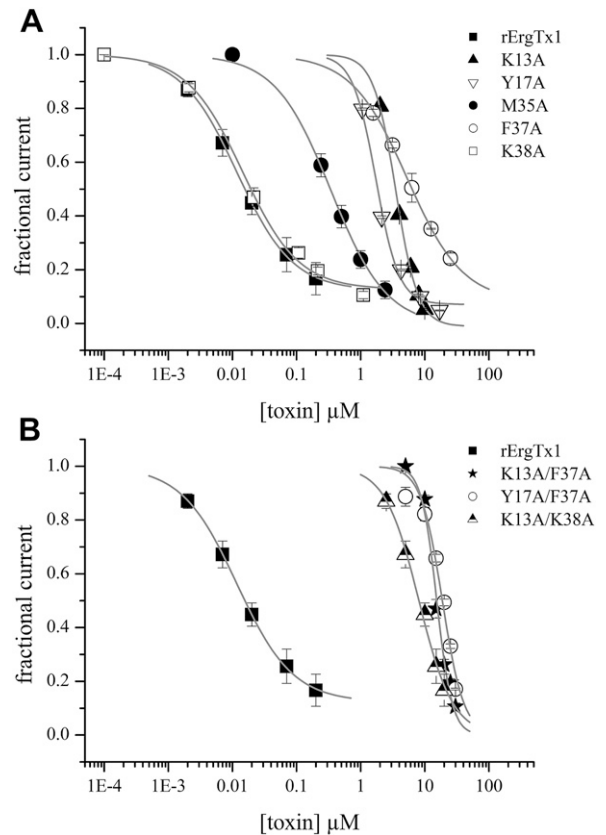 A
rErgTx1
K13A
Y17A
M35A
F37A
K38A
1.0
0.8
0.6
0.4
0.2
0.0
fractional current
1E-4 1E-3 0.01 0.1 1 10 100
[toxin] µM
B
rErgTx1
K13A/F37A
Y17A/F37A
K13A/K38A
1.0
0.8
0.6
0.4
0.2
0.0
fractional current
1E-4 1E-3 0.01 0.1 1 10 100
[toxin] µM